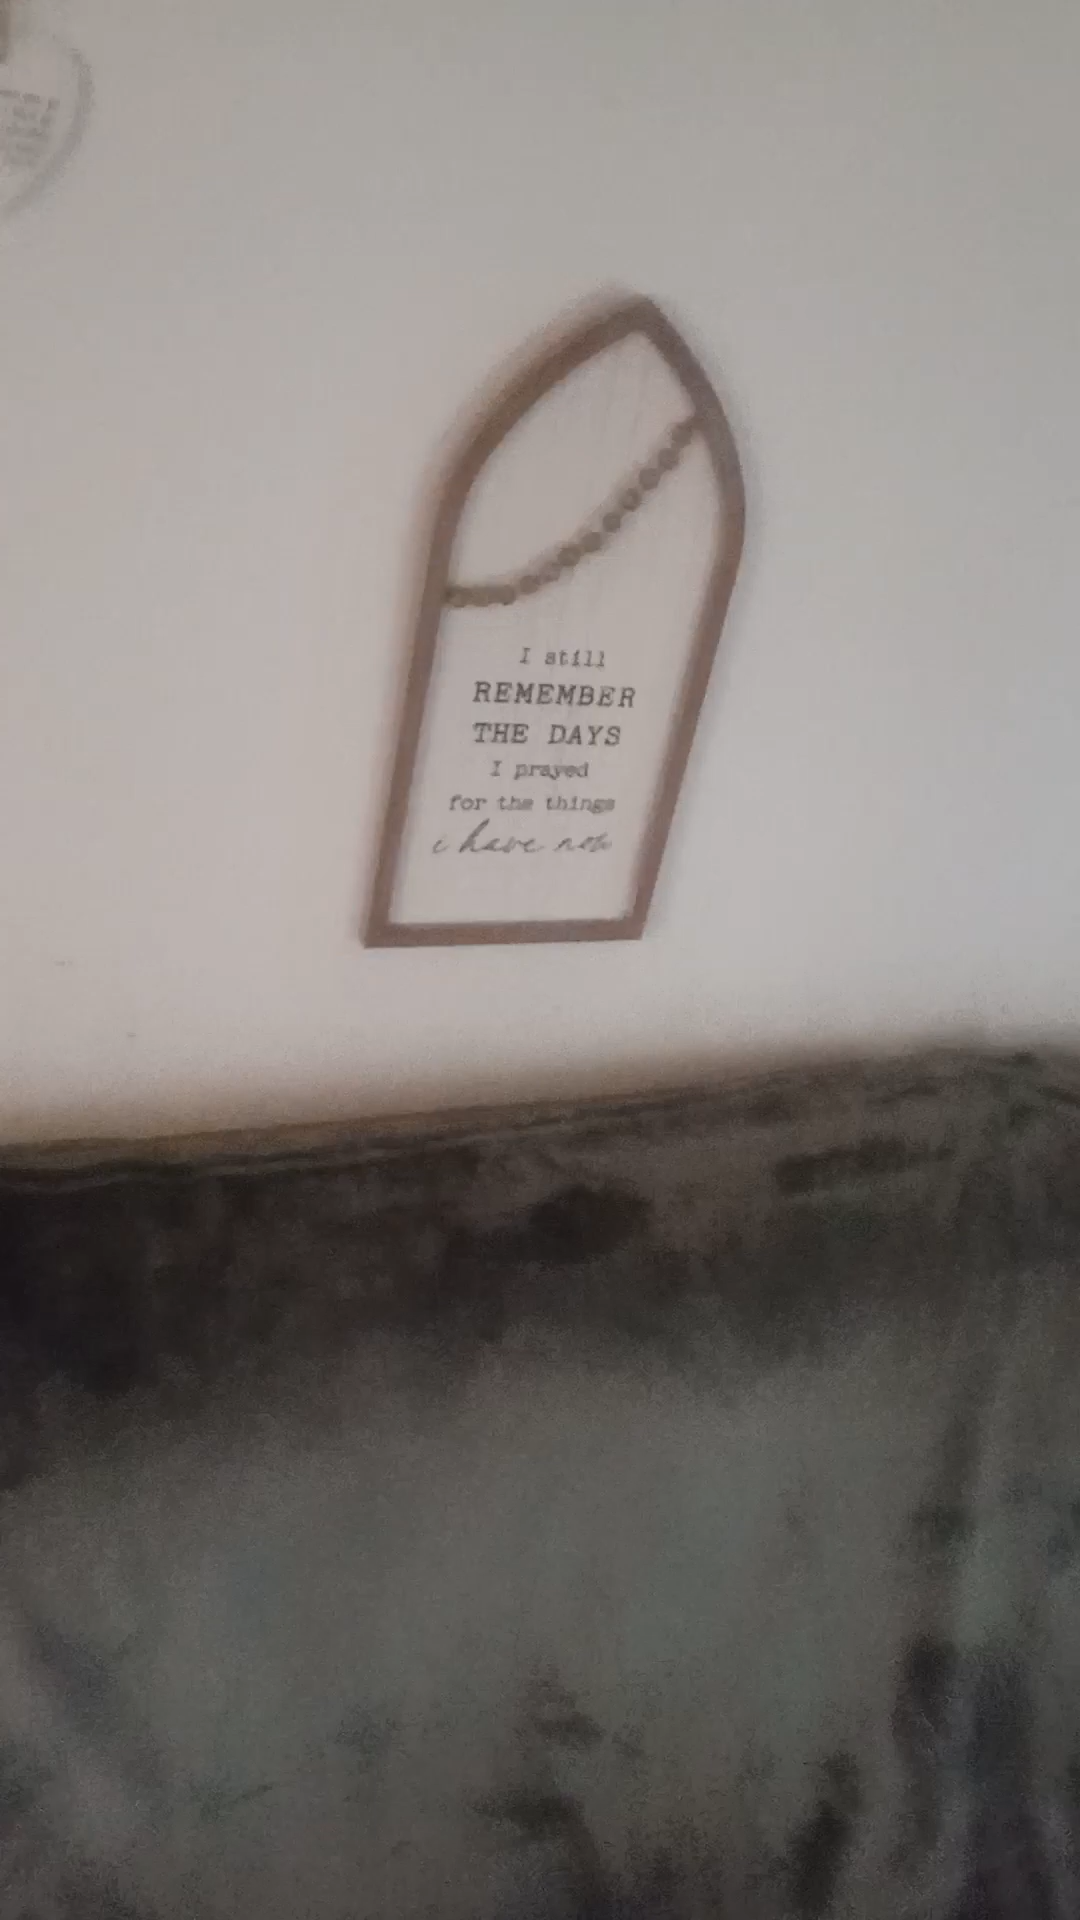 I still
REMEMBER
THE DAYS
I prayed
for the things
i have now